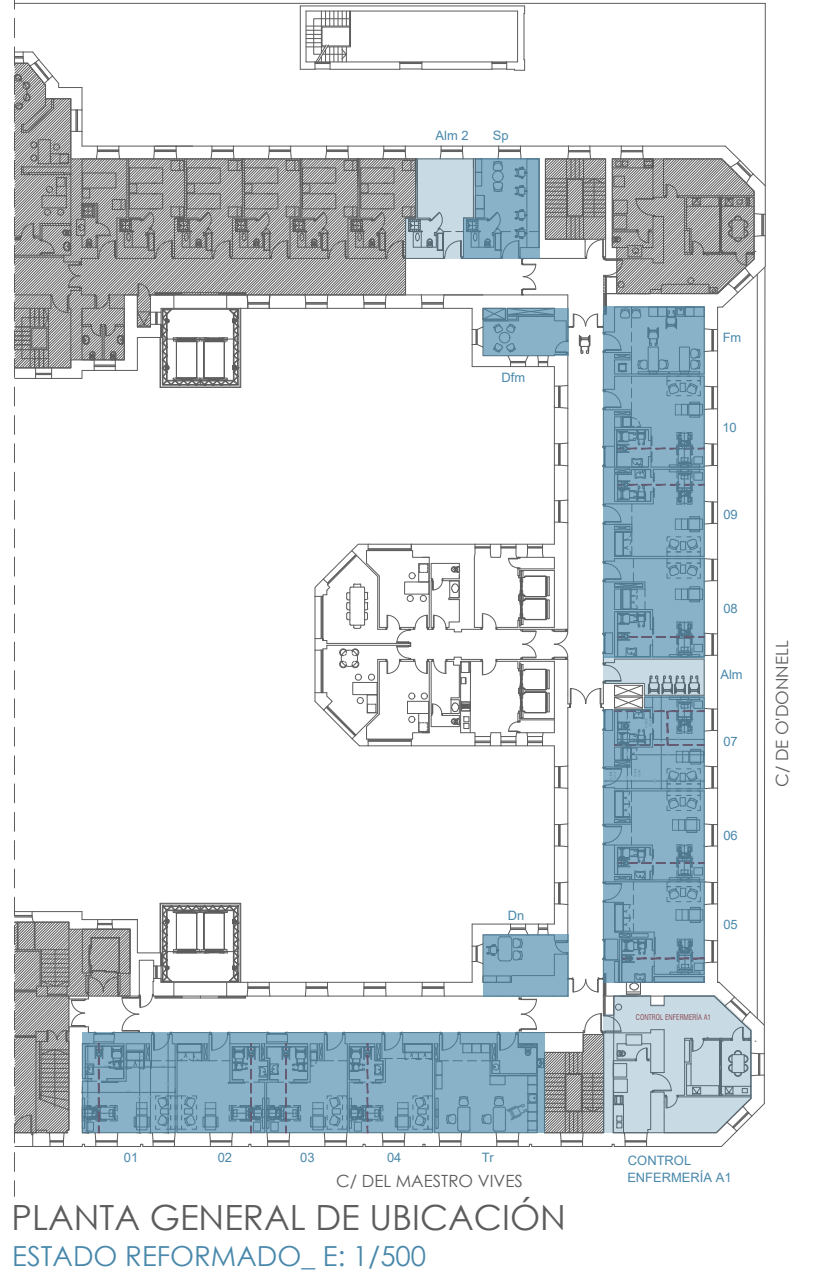 Alm 2
Sp
Fm
Dfm
10
09
08
Alm
07
06
05
Dn
C/ DE O'DONNELL
CONTROL ENFERMERÍA A1
01
02
03
04
Tr
C/ DEL MAESTRO VIVES
CONTROL
ENFERMERÍA A1
PLANTA GENERAL DE UBICACIÓN
ESTADO REFORMADO_ E: 1/500